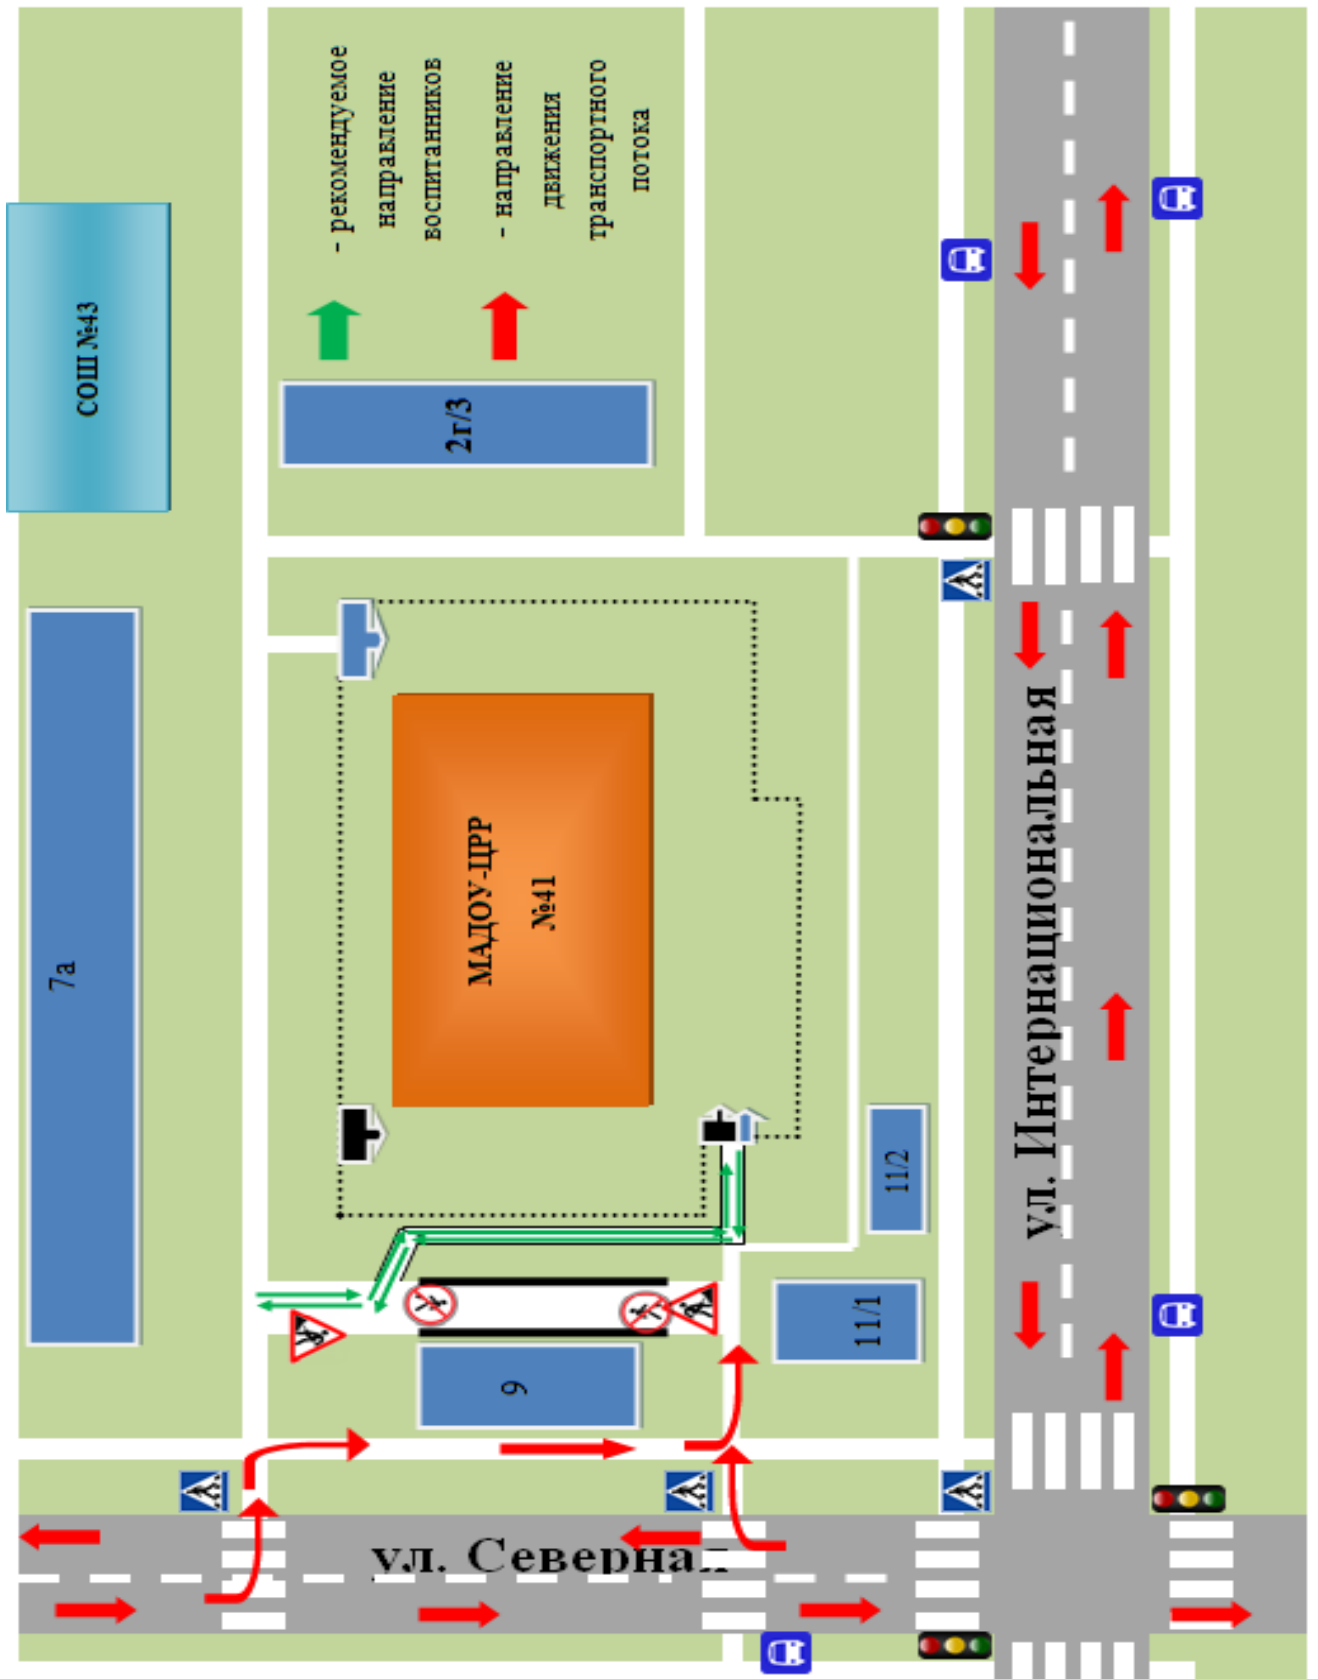 СОШ №43
- рекомендуемое
направление
воспитанников
- направление
движения
транспортного
потока
2г/3
7а
МАДОУ-ЦРР
№41
11/2
11/1
9
ул. Интернациональная
ул. Северная